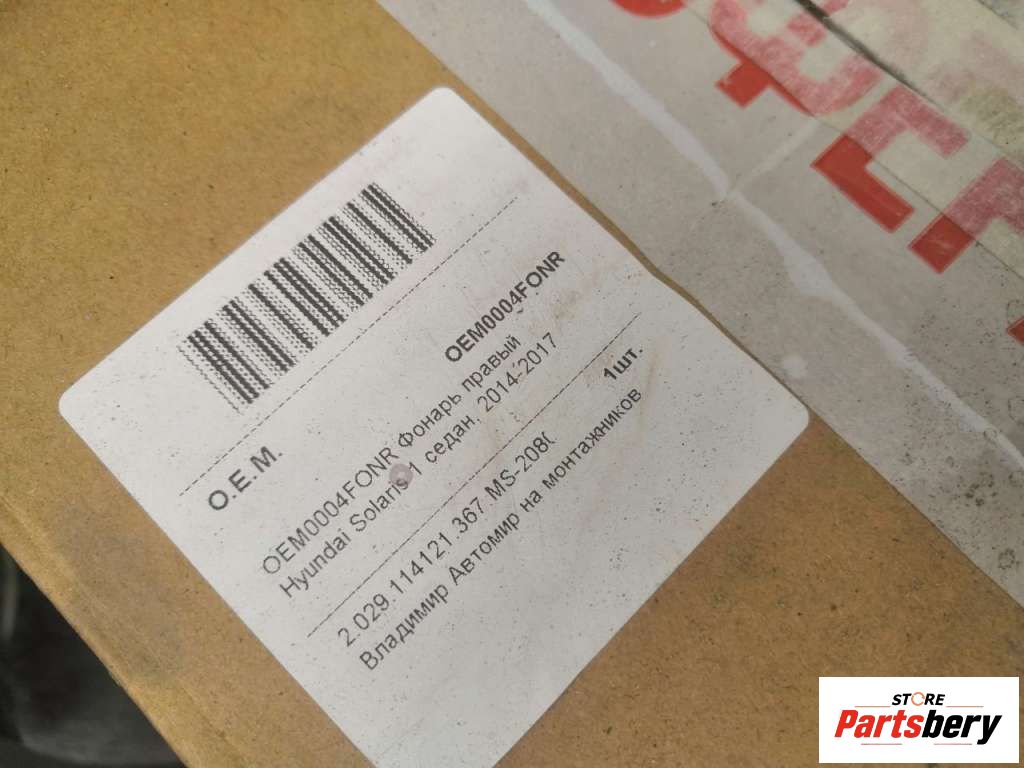 O.E.M.
OEM0004FONR
OEM0004FONR Фонарь правый
Hyundai Solaris 1 седан 2014-2017
1шт.
2.029.114121.367.MS-208
Владимир Автомир на монтажников
STORE
Partsbery